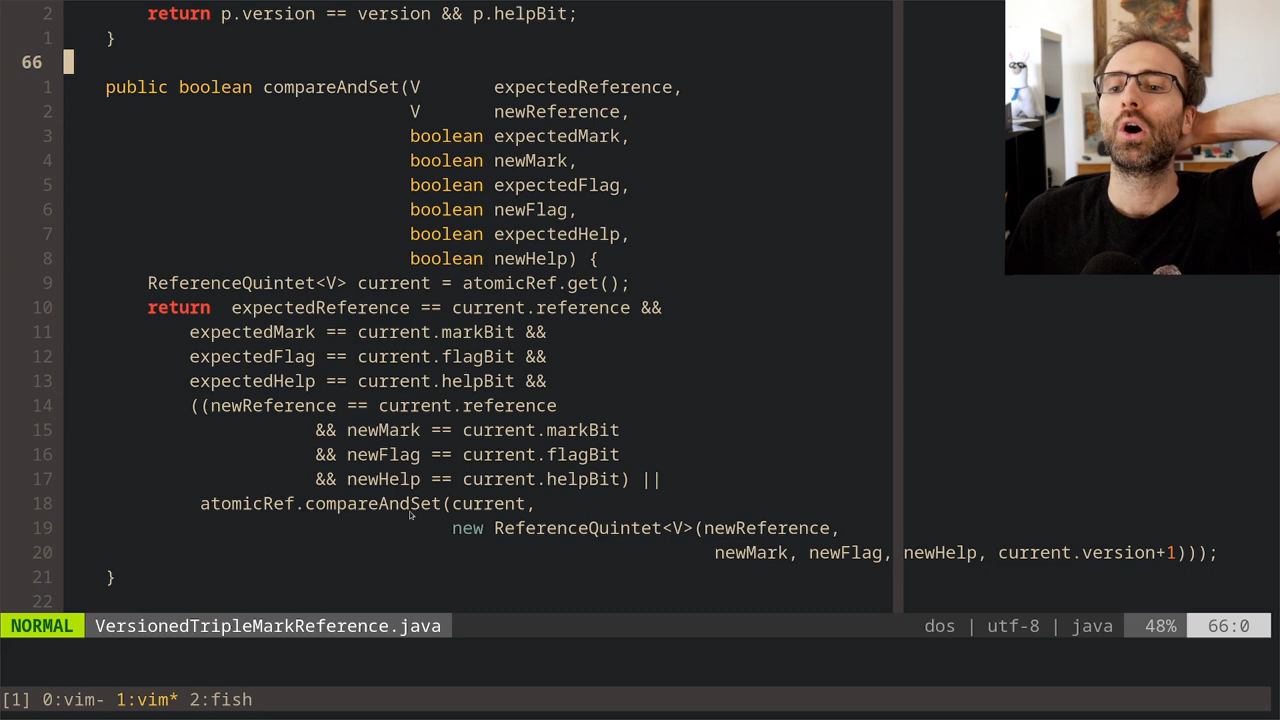 2        return p.version == version && p.helpBit;
1    }
66
1    public boolean compareAndSet(V       expectedReference,
2                                 V       newReference,
3                                 boolean expectedMark,
4                                 boolean newMark,
5                                 boolean expectedFlag,
6                                 boolean newFlag,
7                                 boolean expectedHelp,
8                                 boolean newHelp) {
9        ReferenceQuintet<V> current = atomicRef.get();
10        return  expectedReference == current.reference &&
11            expectedMark == current.markBit &&
12            expectedFlag == current.flagBit &&
13            expectedHelp == current.helpBit &&
14            ((newReference == current.reference
15                        && newMark == current.markBit
16                        && newFlag == current.flagBit
17                        && newHelp == current.helpBit) ||
18             atomicRef.compareAndSet(current,
19                                     new ReferenceQuintet<V>(newReference,
20                                                              newMark, newFlag, newHelp, current.version+1)));
21    }
22
NORMAL VersionedTripleMarkReference.java dos | utf-8 | java 48% 66:0
[1] 0:vim- 1:vim* 2:fish